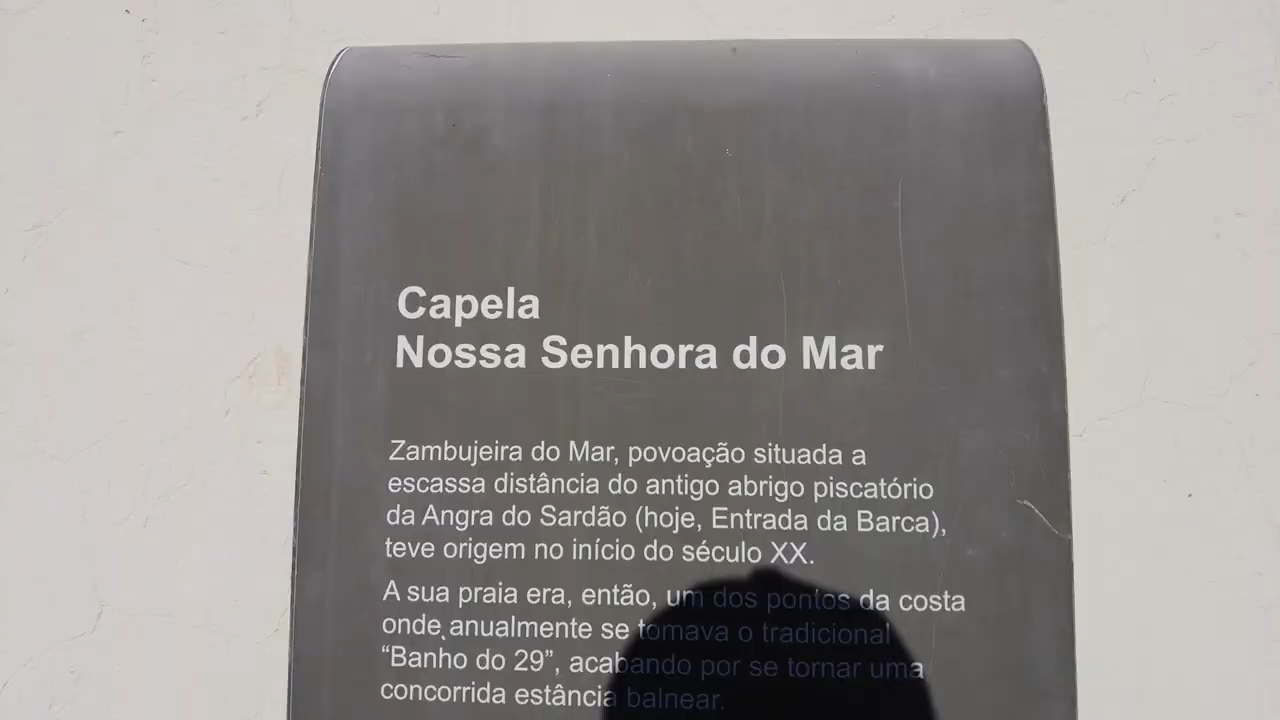 Capela
Nossa Senhora do Mar
Zambujeira do Mar, povoação situada a
escassa distância do antigo abrigo piscatório
da Angra do Sardão (hoje, Entrada da Barca),
teve origem no início do século XX.
A sua praia era, então, um dos pontos da costa
onde anualmente se tomava o tradicional
“Banho do 29”, acabando por se tornar uma
concorrida estância balnear.